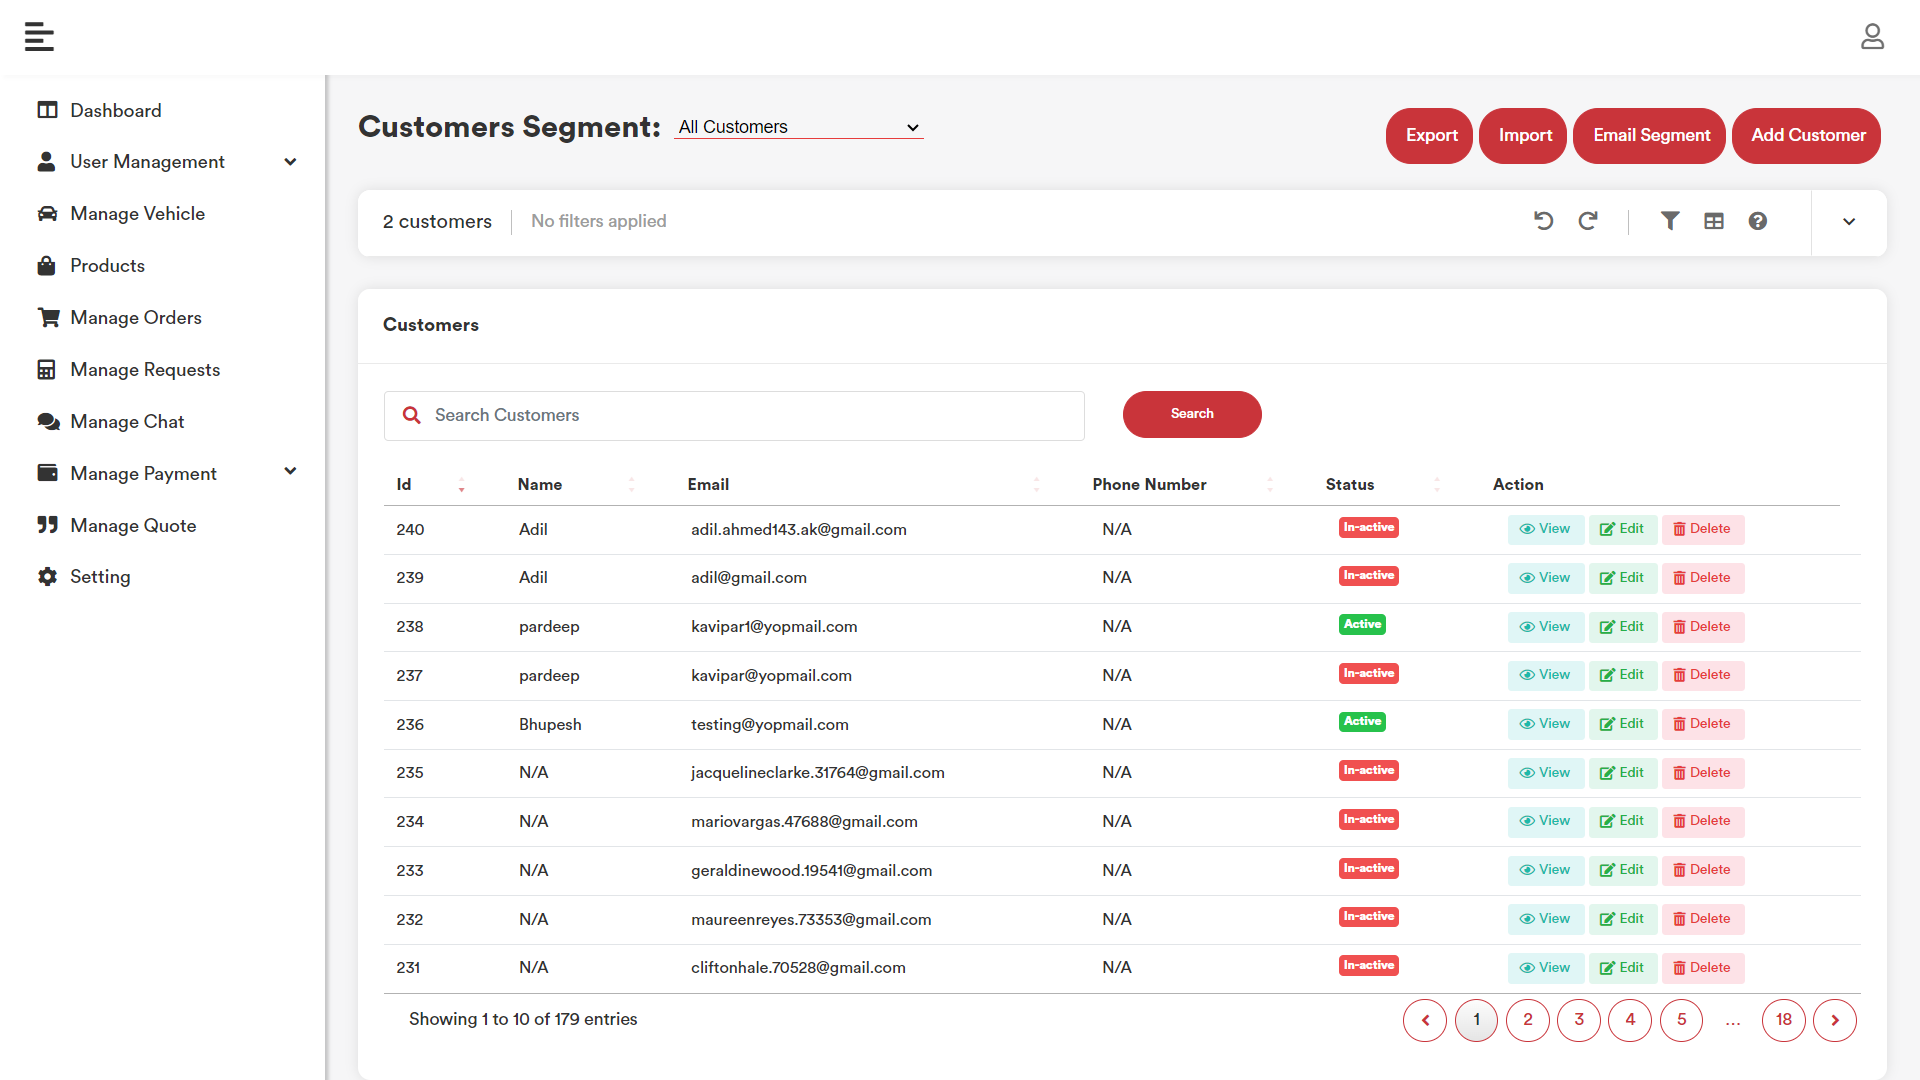 Dashboard
User Management
Manage Vehicle
Products
Manage Orders
Manage Requests
Manage Chat
Manage Payment
Manage Quote
Setting
Customers Segment: All Customers
Export Import Email Segment Add Customer
2 customers No filters applied
Customers
Search Customers Search
Id Name Email Phone Number Status Action
240 Adil adil.ahmed143.ak@gmail.com N/A In-active View Edit Delete
239 Adil adil@gmail.com N/A In-active View Edit Delete
238 pardeep kavipar1@yopmail.com N/A Active View Edit Delete
237 pardeep kavipar@yopmail.com N/A In-active View Edit Delete
236 Bhupesh testing@yopmail.com N/A Active View Edit Delete
235 N/A jacquelineclarke.31764@gmail.com N/A In-active View Edit Delete
234 N/A mariovargas.47688@gmail.com N/A In-active View Edit Delete
233 N/A geraldinewood.19541@gmail.com N/A In-active View Edit Delete
232 N/A maureenreyes.73353@gmail.com N/A In-active View Edit Delete
231 N/A cliftonhale.70528@gmail.com N/A In-active View Edit Delete
Showing 1 to 10 of 179 entries 1 2 3 4 5 ... 18